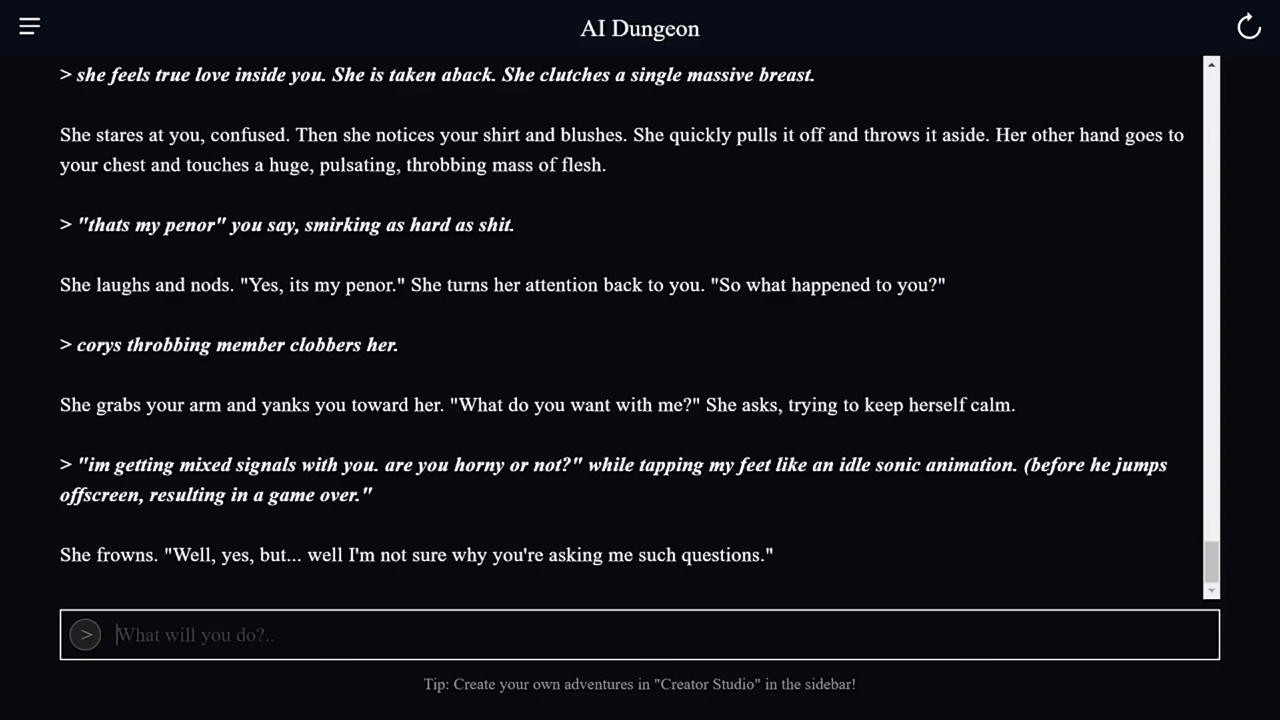 AI Dungeon
> she feels true love inside you. She is taken aback. She clutches a single massive breast.
She stares at you, confused. Then she notices your shirt and blushes. She quickly pulls it off and throws it aside. Her other hand goes to
your chest and touches a huge, pulsating, throbbing mass of flesh.
> "thats my penor" you say, smirking as hard as shit.
She laughs and nods. "Yes, its my penor." She turns her attention back to you. "So what happened to you?"
> corys throbbing member clobbers her.
She grabs your arm and yanks you toward her. "What do you want with me?" She asks, trying to keep herself calm.
> "im getting mixed signals with you. are you horny or not?" while tapping my feet like an idle sonic animation. (before he jumps
offscreen, resulting in a game over."
She frowns. "Well, yes, but... well I'm not sure why you're asking me such questions."
> What will you do?..
Tip: Create your own adventures in "Creator Studio" in the sidebar!